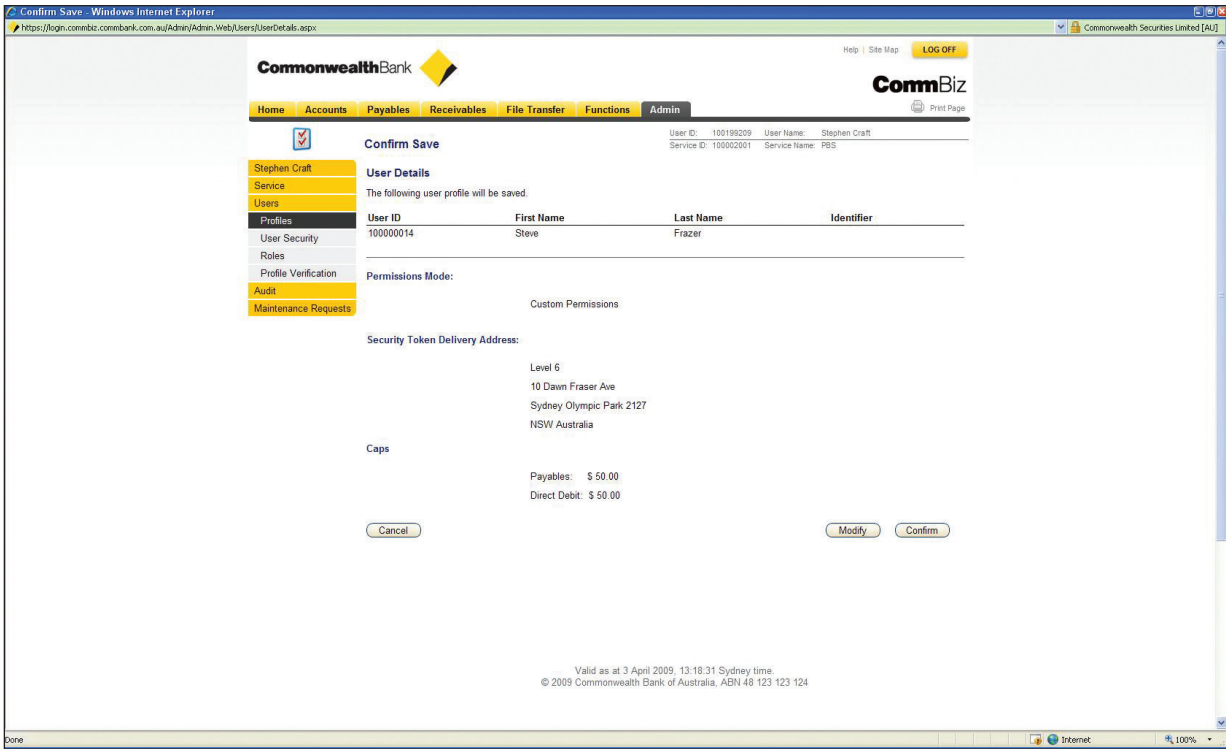 Confirm Save - Windows Internet Explorer
https://login.commbiz.commbank.com.au/Admin/Admin.Web/Users/UserDetails.aspx
Commonwealth Securities Limited [AU]
CommonwealthBank
Help | Site Map
LOG OFF
CommBiz
Home Accounts Payables Receivables File Transfer Functions Admin
Print Page
User ID: 100199209 User Name: Stephen Craft
Service ID: 100002001 Service Name: PBS
Confirm Save
Stephen Craft
Service
Users
Profiles
User Security
Roles
Profile Verification
Audit
Maintenance Requests
User Details
The following user profile will be saved.
User ID First Name Last Name Identifier
100000014 Steve Frazer
Permissions Mode:
Custom Permissions
Security Token Delivery Address:
Level 6
10 Dawn Fraser Ave
Sydney Olympic Park 2127
NSW Australia
Caps
Payables: $ 50.00
Direct Debit: $ 50.00
Cancel
Modify
Confirm
Valid as at 3 April 2009, 13:18:31 Sydney time.
© 2009 Commonwealth Bank of Australia, ABN 48 123 123 124
Done
Internet
100%